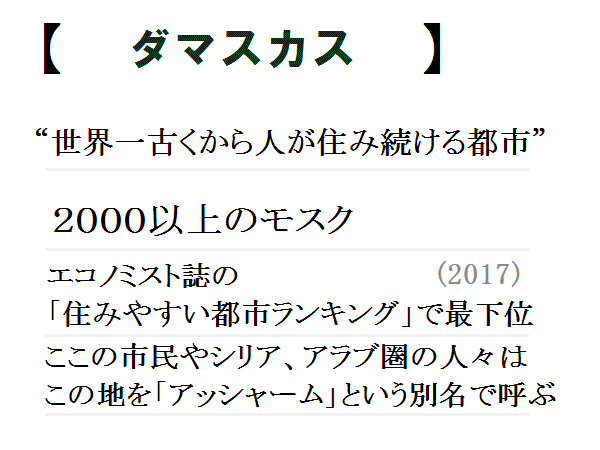 【 ダマスカス 】
“世界一古くから人が住み続ける都市”
2000以上のモスク
エコノミスト誌の (2017)
「住みやすい都市ランキング」で最下位
ここの市民やシリア、アラブ圏の人々は
この地を「アッシャーム」という別名で呼ぶ